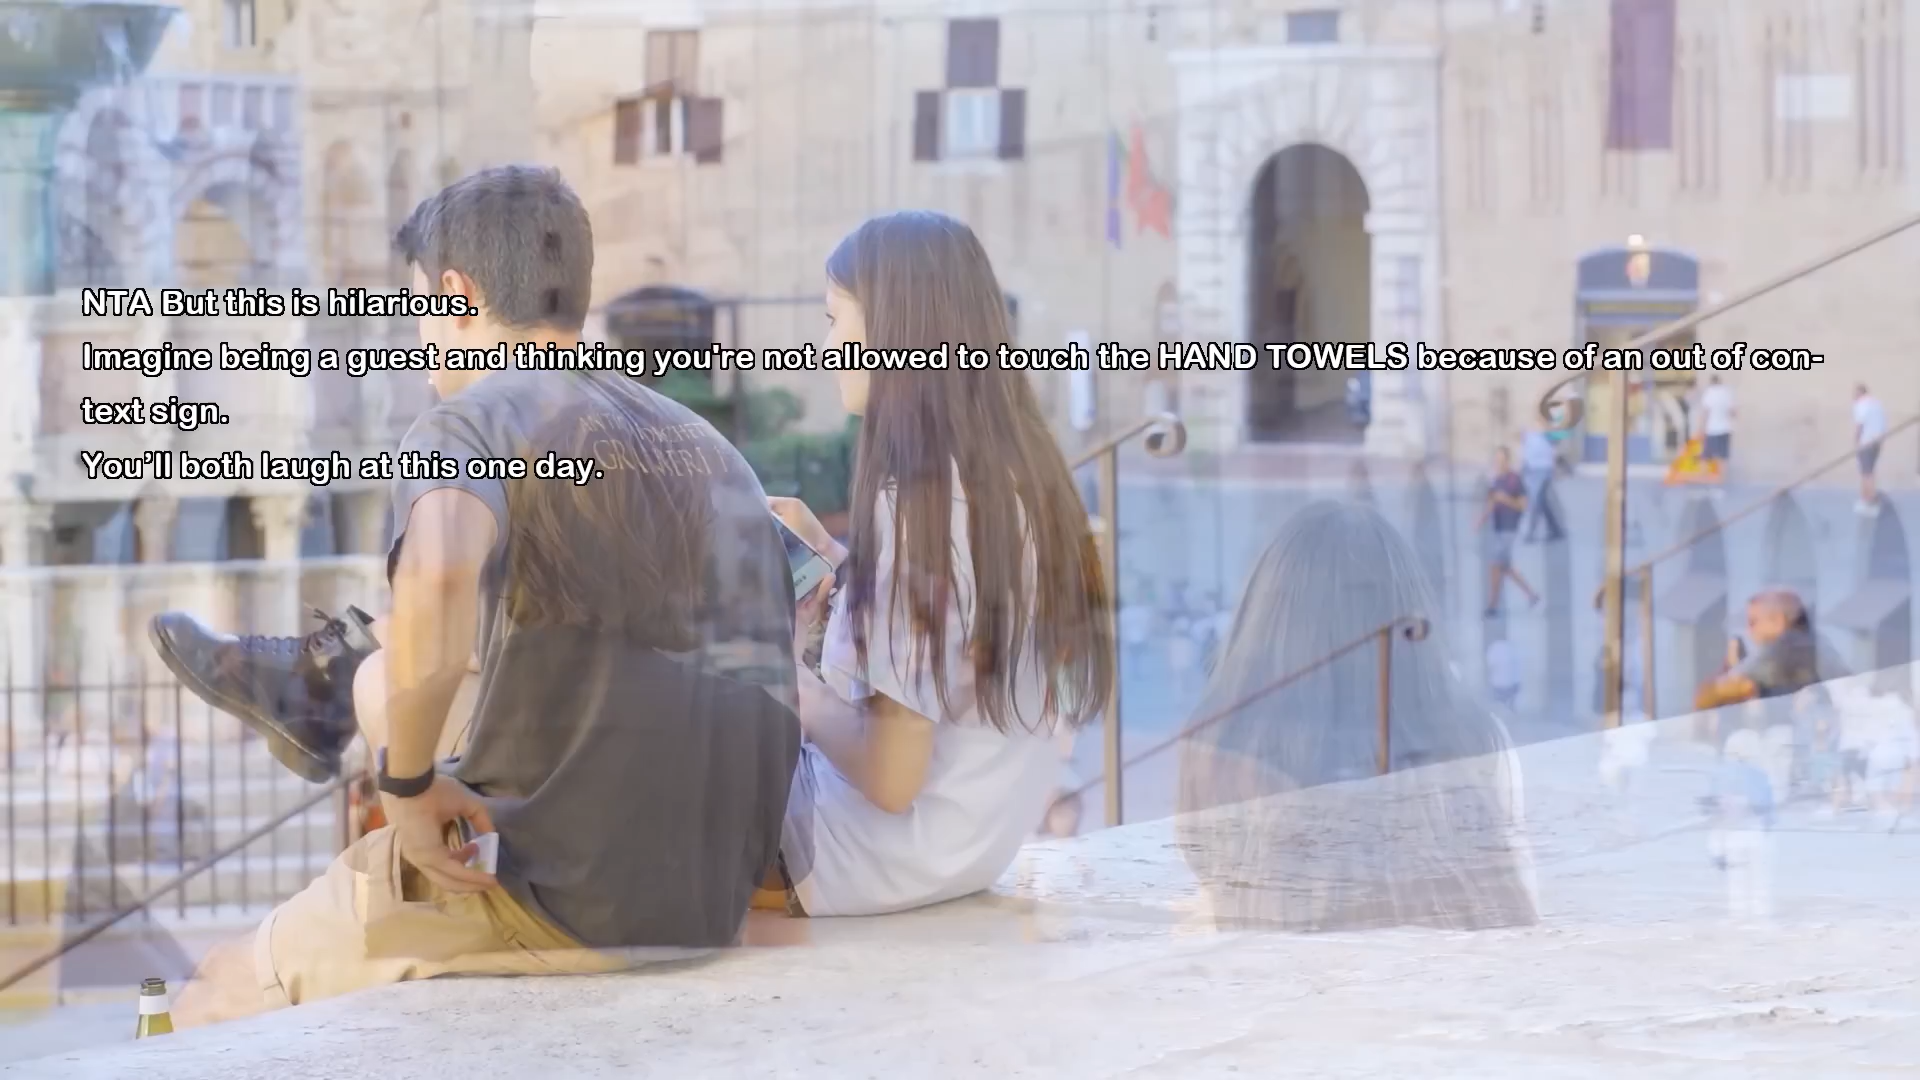 NTA But this is hilarious.
Imagine being a guest and thinking you're not allowed to touch the HAND TOWELS because of an out of con-
text sign.
You’ll both laugh at this one day.